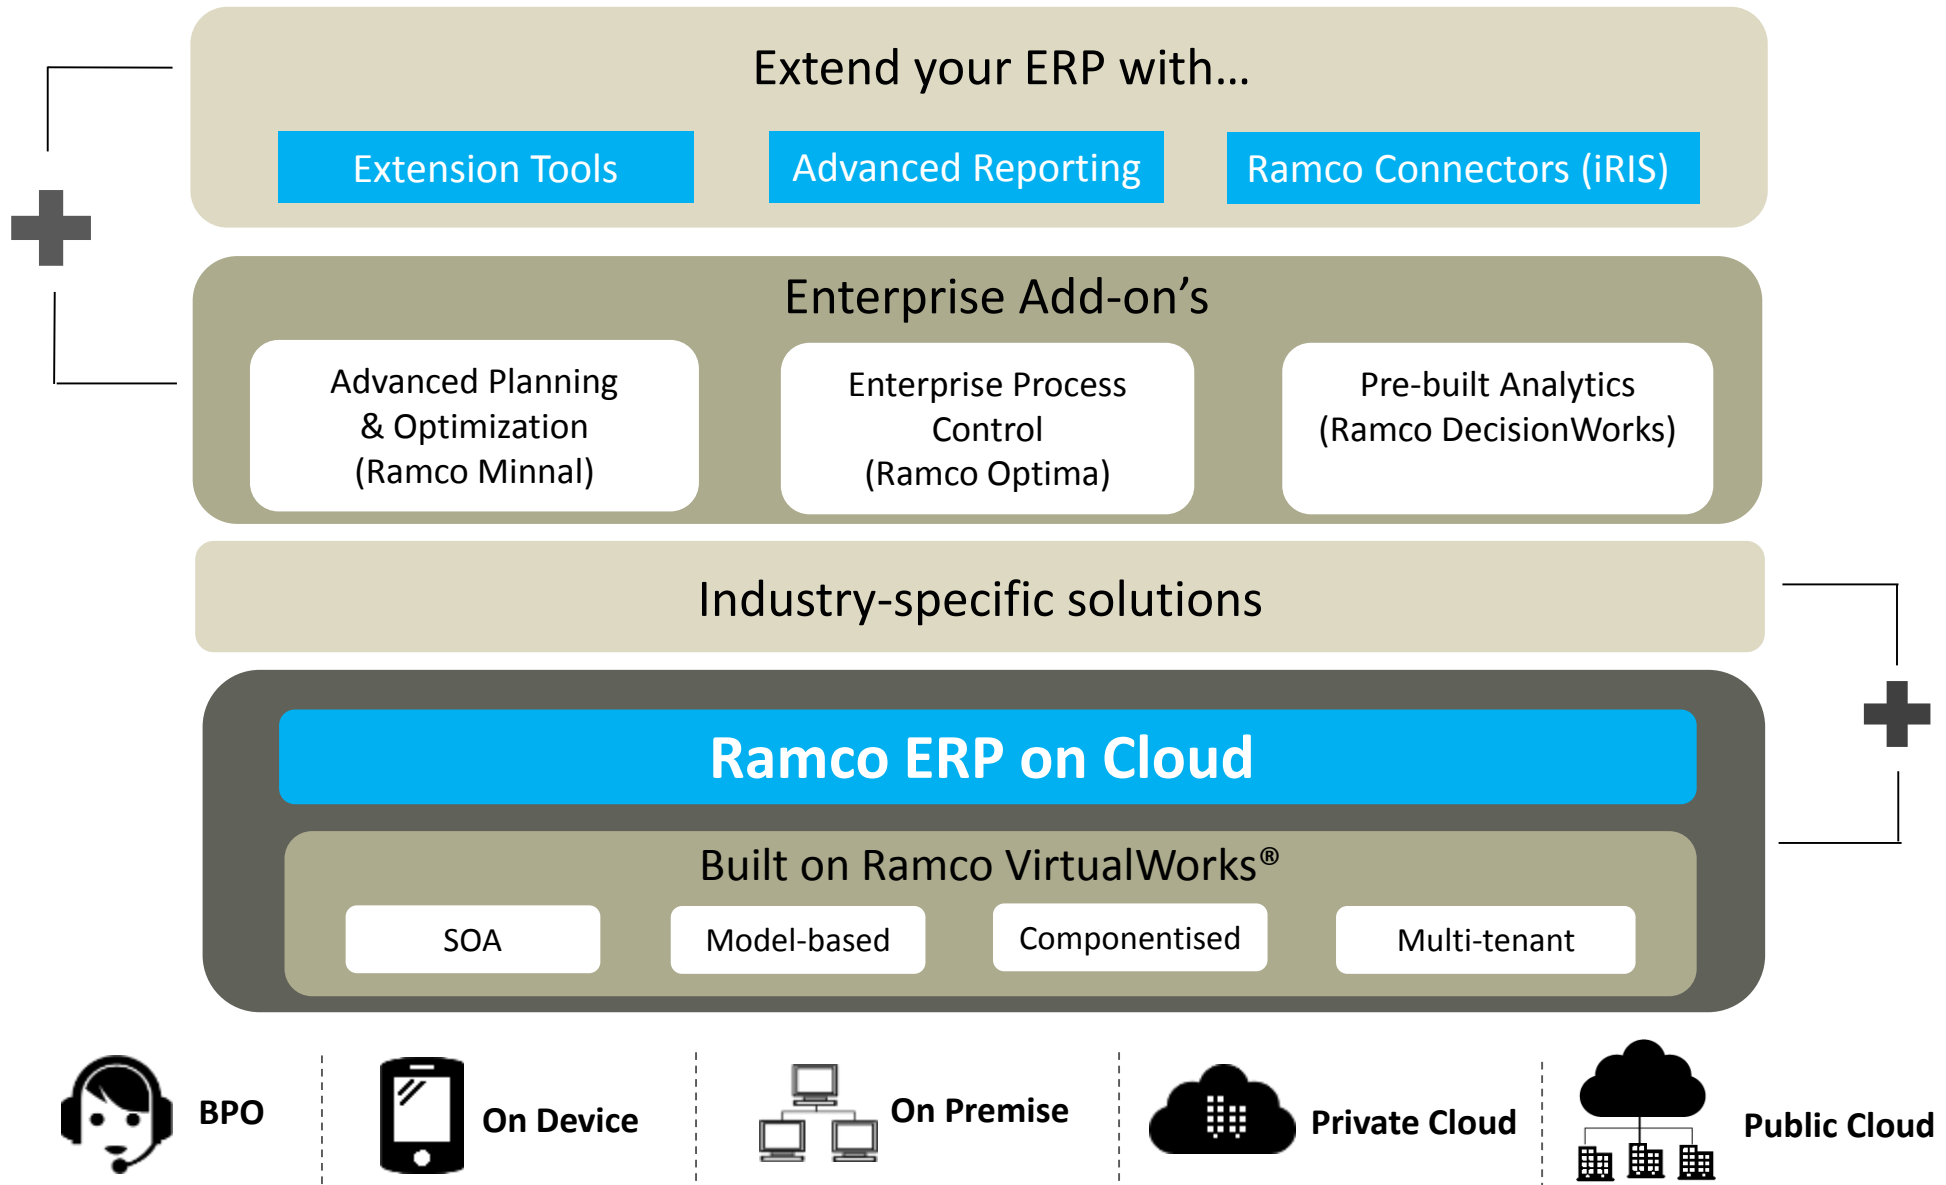 Extend your ERP with…
Extension Tools
Advanced Reporting
Ramco Connectors (iRIS)
Enterprise Add-on’s
Advanced Planning
& Optimization
(Ramco Minnal)
Enterprise Process
Control
(Ramco Optima)
Pre-built Analytics
(Ramco DecisionWorks)
Industry-specific solutions
Ramco ERP on Cloud
Built on Ramco VirtualWorks®
SOA
Model-based
Componentised
Multi-tenant
BPO
On Device
On Premise
Private Cloud
Public Cloud